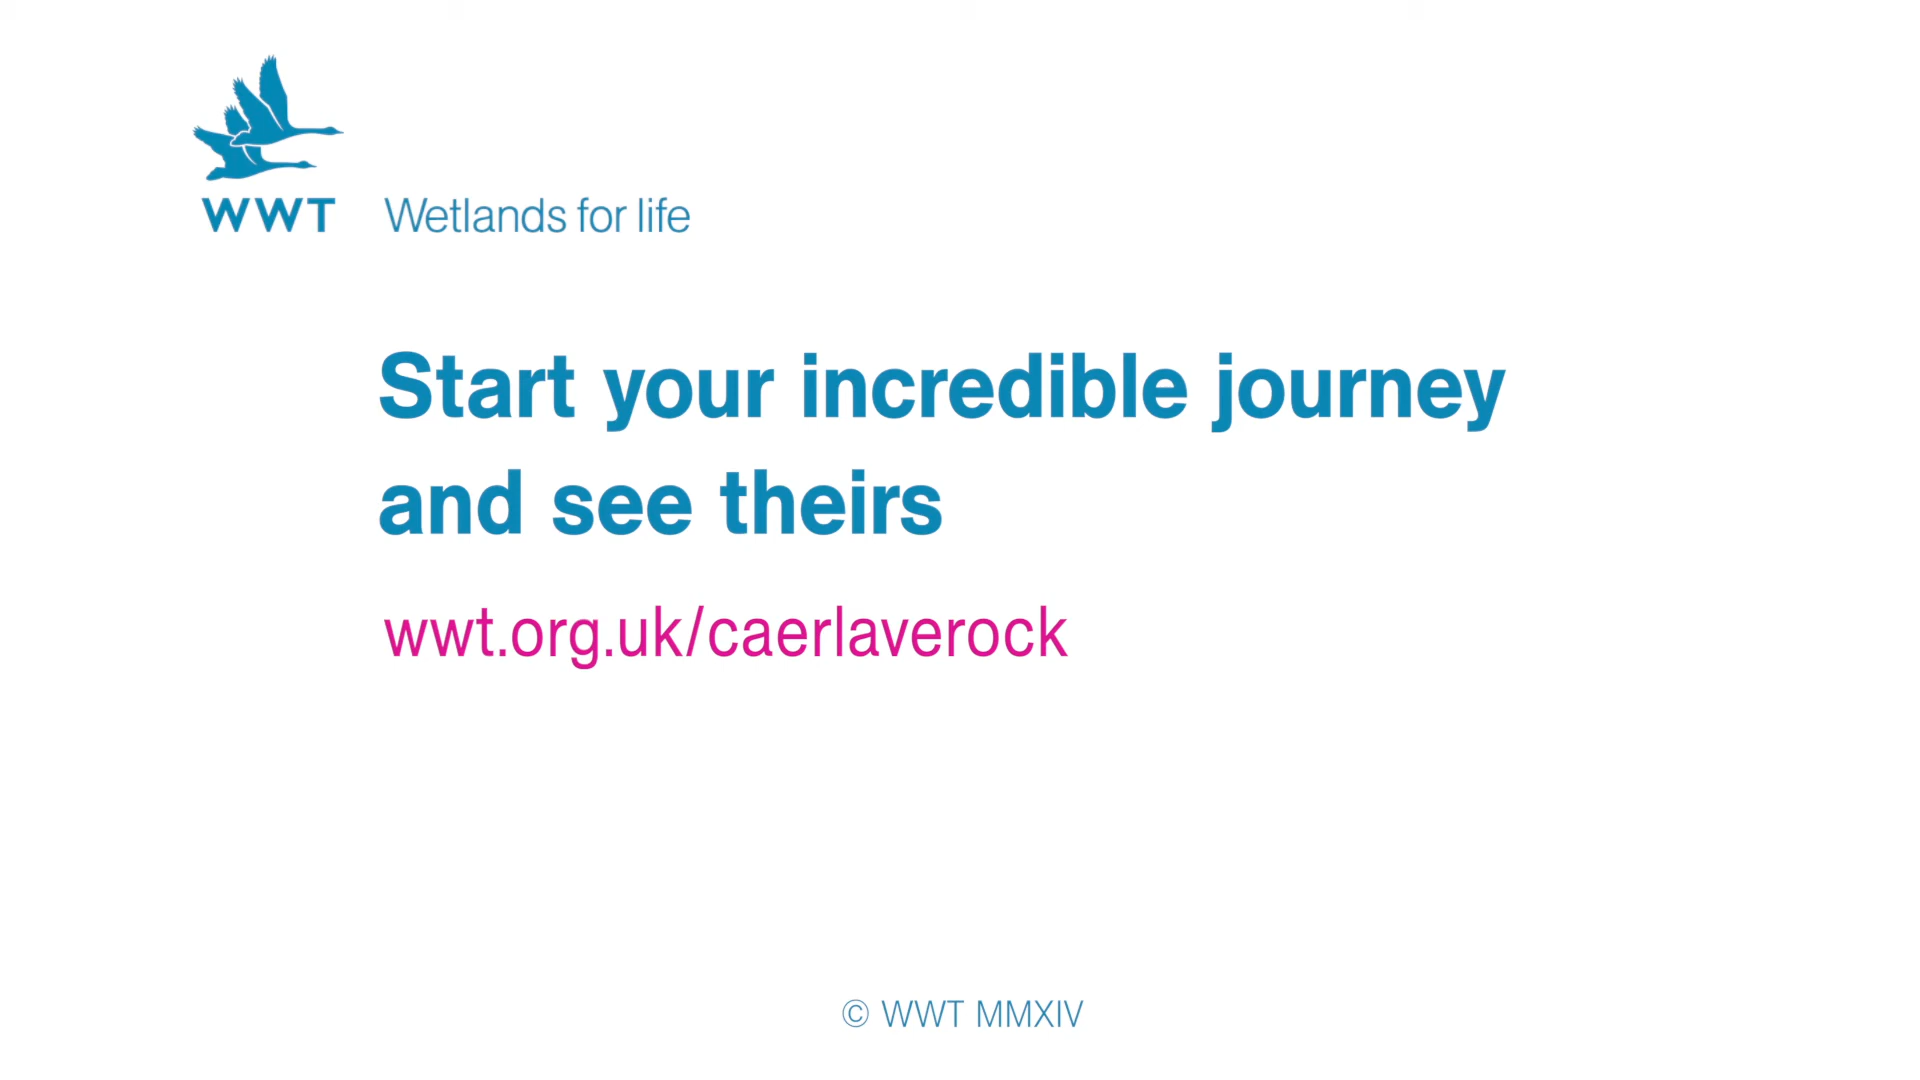 WWT Wetlands for life
Start your incredible journey
and see theirs
wwt.org.uk/caerlaverock
© WWT MMXIV